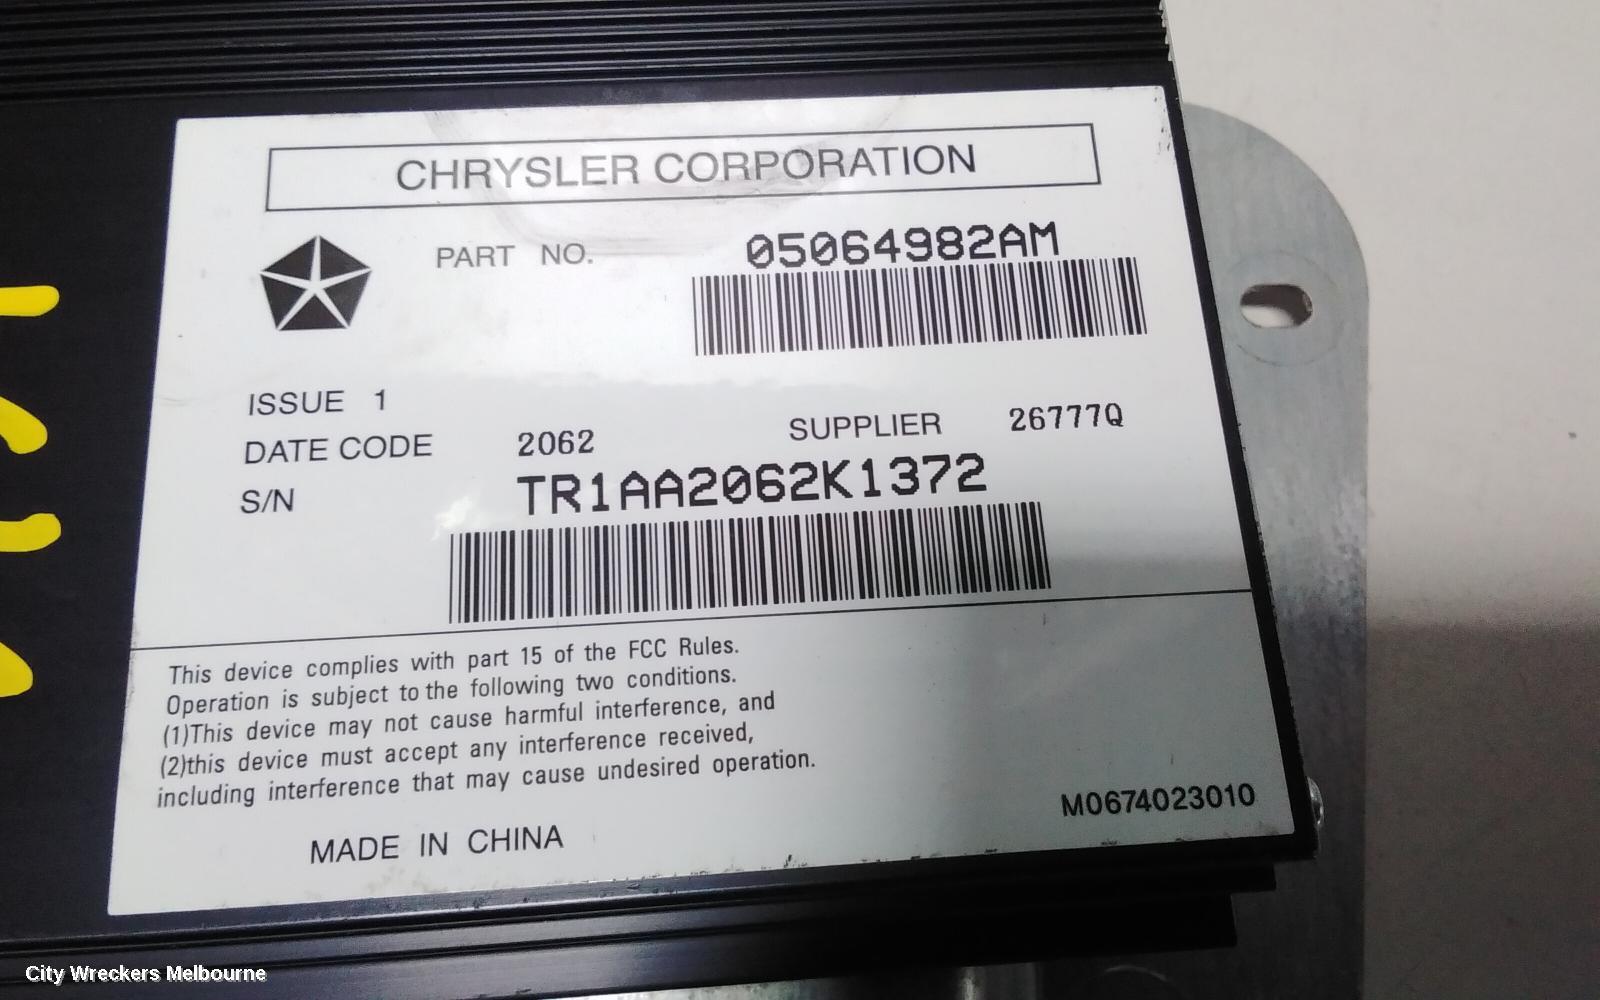 CHRYSLER CORPORATION
PART NO. 05064982AM
ISSUE 1
DATE CODE 2062 SUPPLIER 26777Q
S/N TR1AA2062K1372
This device complies with part 15 of the FCC Rules.
Operation is subject to the following two conditions.
(1)This device may not cause harmful interference, and
(2)this device must accept any interference received,
including interference that may cause undesired operation.
M0674023010
MADE IN CHINA
City Wreckers Melbourne